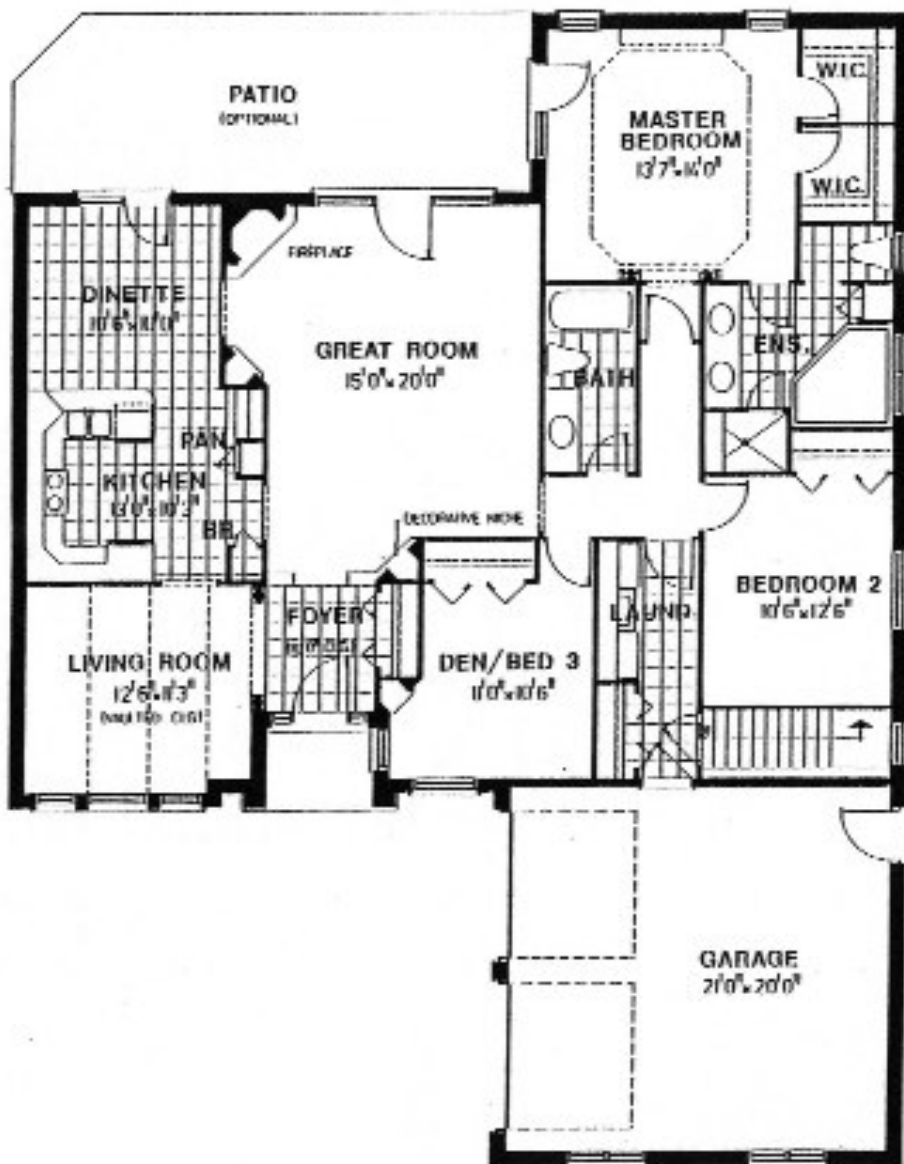 PATIO
(OPTIONAL)
MASTER
BEDROOM
13'7"x14'0"
W.I.C.
W.I.C.
FIREPLACE
DINETTE
GREAT ROOM
15'0"x20'0"
BATH
ENS.
PAN.
KITCHEN
DECORATIVE NICHE
BR
FOYER
LAUND.
BEDROOM 2
10'6"x12'6"
LIVING ROOM
12'6"x11'3"
(VAULTED CLG)
DEN/BED 3
11'0"x10'6"
GARAGE
21'0"x20'0"